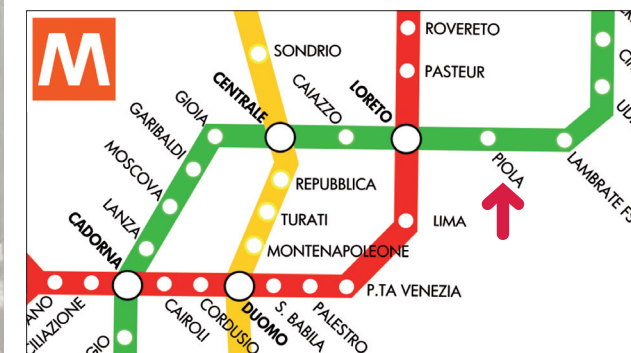 M
ROVERETO
SONDRIO
PASTEUR
CENTRALE
CAIAZZO
LORETO
GIOIA
GARIBALDI
MOSCOVA
LANZA
CADORNA
REPUBBLICA
TURATI
MONTENAPOLEONE
PIOLA
LAMBRATE FS
LIMA
P.TA VENEZIA
CAIROLI
CORDUSIO
DUOMO
S. BABILA
PALESTRO